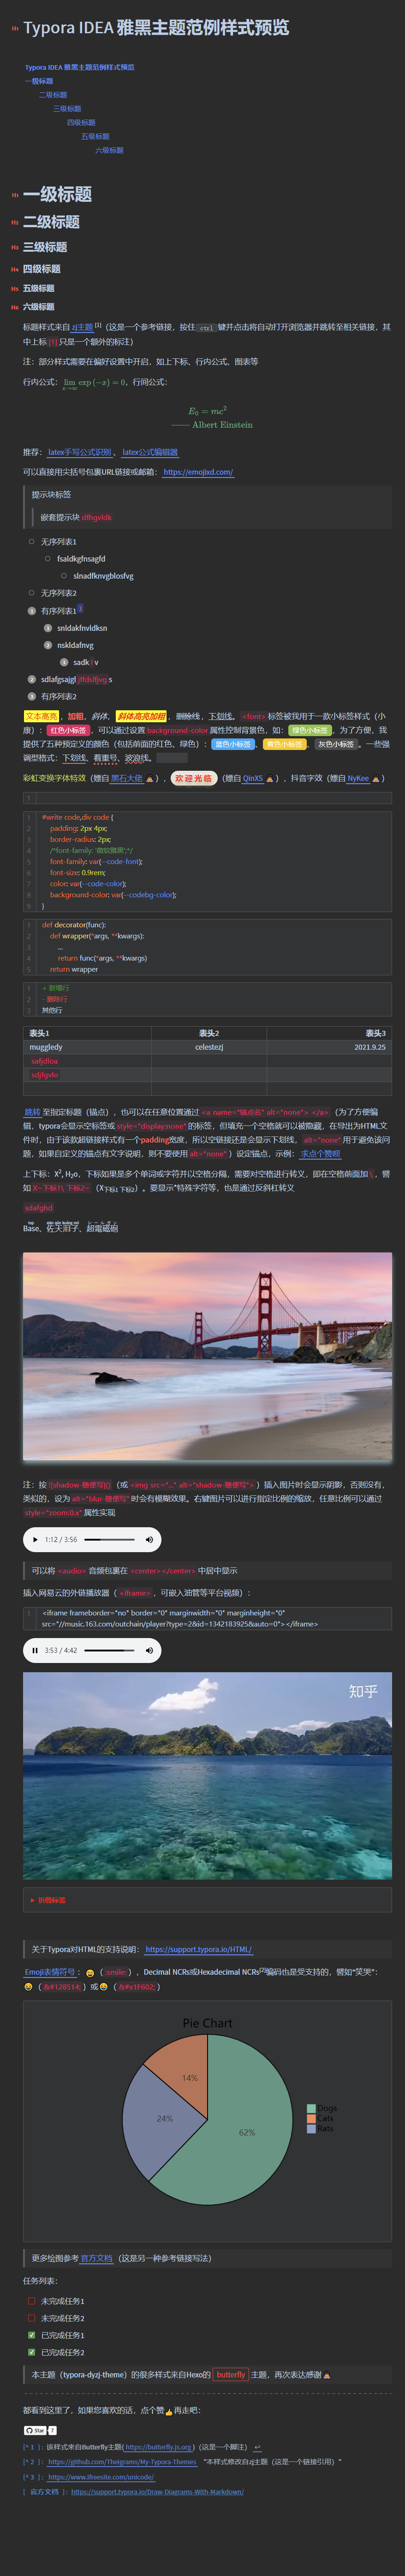 H1 Typora IDEA 雅黑主题范例样式预览
Typora IDEA 雅黑主题范例样式预览
一级标题
二级标题
三级标题
四级标题
五级标题
六级标题
H1 一级标题
H2 二级标题
H3 三级标题
H4 四级标题
H5 五级标题
H6 六级标题
标题样式来自 zj主题 [1]（这是一个参考链接，按住 ctrl 键并点击将自动打开浏览器并跳转至相关链接，其
中上标 [1] 只是一个额外的标注）
注：部分样式需要在偏好设置中开启，如上下标、行内公式、图表等
行内公式：lim x→∞ exp(−x) = 0，行间公式：
E₀ = mc²
—— Albert Einstein
推荐： latex手写公式识别 、 latex公式编辑器
可以直接用尖括号包裹URL链接或邮箱： https://emojixd.com/
提示块标签
嵌套提示块 dfhgvldk
无序列表1
fsaldkgfnsagfd
slnadfknvgblosfvg
无序列表2
1 有序列表1
1 snldakfnvldksn
2 nskldafnvg
1 sadk l v
2 sdlafgsajgl jlfdslfjvg s
3 有序列表2
文本高亮 ，加粗，斜体，斜体高亮加粗 ，删除线，下划线。 <font> 标签被我用于一款小标签样式（小
康）： 红色小标签 ，可以通过设置 background-color 属性控制背景色，如： 绿色小标签 ，为了方便，我
提供了五种预定义的颜色（包括前面的红色、绿色）： 蓝色小标签 、 黄色小标签 、 灰色小标签 。一些强
调型格式：下划线、着重号、波浪线。
彩虹变换字体特效（嫖自 黑石大佬 ）， 欢迎光临 （嫖自 QinXS ），抖音字效（嫖自 NyKee ）
1
1 #write code,div code {
2 padding: 2px 4px;
3 border-radius: 2px;
4 /*font-family: '微软雅黑';*/
5 font-family: var(--code-font);
6 font-size: 0.9rem;
7 color: var(--code-color);
8 background-color: var(--codebg-color);
9 }
1 def decorator(func):
2 def wrapper(*args, **kwargs):
3 ...
4 return func(*args, **kwargs)
5 return wrapper
1 + 新增行
2 - 删除行
3 其他行
表头1 表头2 表头3
muggledy celestezj 2021.9.25
safjdloa
sdjfgvlo
跳转 至指定标题（锚点），也可以在任意位置通过 <a name="锚点名" alt="none"> </a> （为了方便编
辑，typora会显示空标签或 style="display:none" 的标签，但填充一个空格就可以被隐藏，在导出为HTML文
件时，由于该款超链接样式有一个padding宽度，所以空链接还是会显示下划线， alt="none" 用于避免该问
题，如果自定义的锚点有文字说明，则不要使用 alt="none" ）设定锚点，示例： 求点个赞呗
上下标：X², H₂o，下标如果是多个单词或字符并以空格分隔，需要对空格进行转义，即在空格前面加 \ ，譬
如 X~下标1\ 下标2~ （X下标1 下标2）。要显示*特殊字符等，也是通过反斜杠转义
sdafghd
Base、佐天泪子、超電磁砲
注：按 ![shadow-随便写]() （或 <img src="..." alt="shadow-随便写"> ）插入图片时会显示阴影，否则没有，
类似的，设为 alt="blur-随便写" 时会有模糊效果。右键图片可以进行指定比例的缩放，任意比例可以通过
style="zoom:0.x" 属性实现
1:12 / 3:56
可以将 <audio> 音频包裹在 <center></center> 中居中显示
插入网易云的外链播放器（ <iframe> ，可嵌入油管等平台视频）：
1 <iframe frameborder="no" border="0" marginwidth="0" marginheight="0"
src="//music.163.com/outchain/player?type=2&id=1342183925&auto=0"></iframe>
3:53 / 4:42
知乎
折叠标签
关于Typora对HTML的支持说明： https://support.typora.io/HTML/
Emoji表情符号 ：😄（ :smile: ）， Decimal NCRs或Hexadecimal NCRs[2]编码也是受支持的，譬如“笑哭”：
😄（ &#128514; ）或😂（ &#x1F602; ）
Pie Chart
14%
24%
62%
Dogs
Cats
Rats
更多绘图参考 官方文档 （这是另一种参考链接写法）
任务列表：
未完成任务1
未完成任务2
已完成任务1
已完成任务2
本主题（typora-dyzj-theme）的很多样式来自Hexo的 butterfly 主题，再次表达感谢
都看到这里了，如果您喜欢的话，点个赞👍再走吧：
Star 7
[^ 1 ]: 该样式来自Butterfly主题( https://butterfly.js.org )（这是一个脚注） ↩
[^ 2 ]: https://github.com/Theigrams/My-Typora-Themes “本样式修改自zj主题（这是一个链接引用）”
[^ 3 ]: https://www.ifreesite.com/unicode/
[ 官方文档 ]: https://support.typora.io/Draw-Diagrams-With-Markdown/